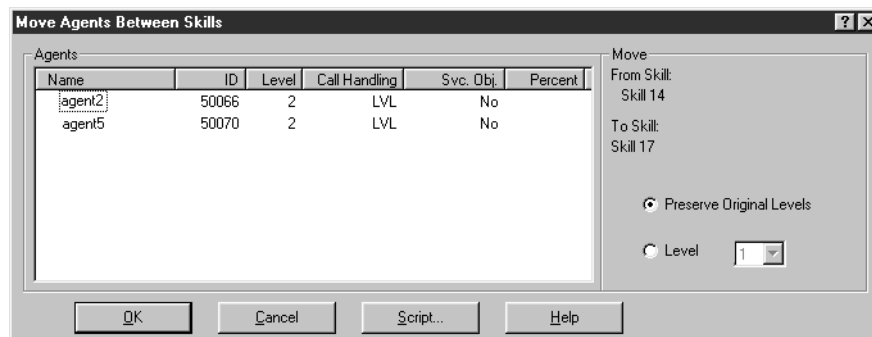 Move Agents Between Skills
Agents
Name ID Level Call Handling Svc. Obj. Percent
agent2 50066 2 LVL No
agent5 50070 2 LVL No
Move
From Skill:
Skill 14
To Skill:
Skill 17
Preserve Original Levels
Level 1
OK Cancel Script... Help